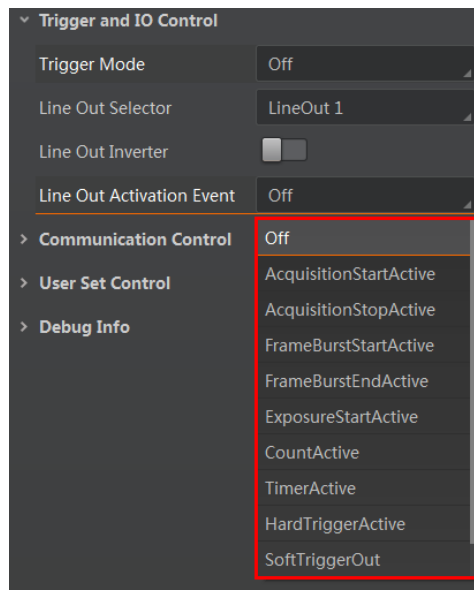 Trigger and IO Control
Trigger Mode Off
Line Out Selector LineOut 1
Line Out Inverter
Line Out Activation Event Off
Communication Control Off
AcquisitionStartActive
User Set Control
AcquisitionStopActive
Debug Info
FrameBurstStartActive
FrameBurstEndActive
ExposureStartActive
CountActive
TimerActive
HardTriggerActive
SoftTriggerOut